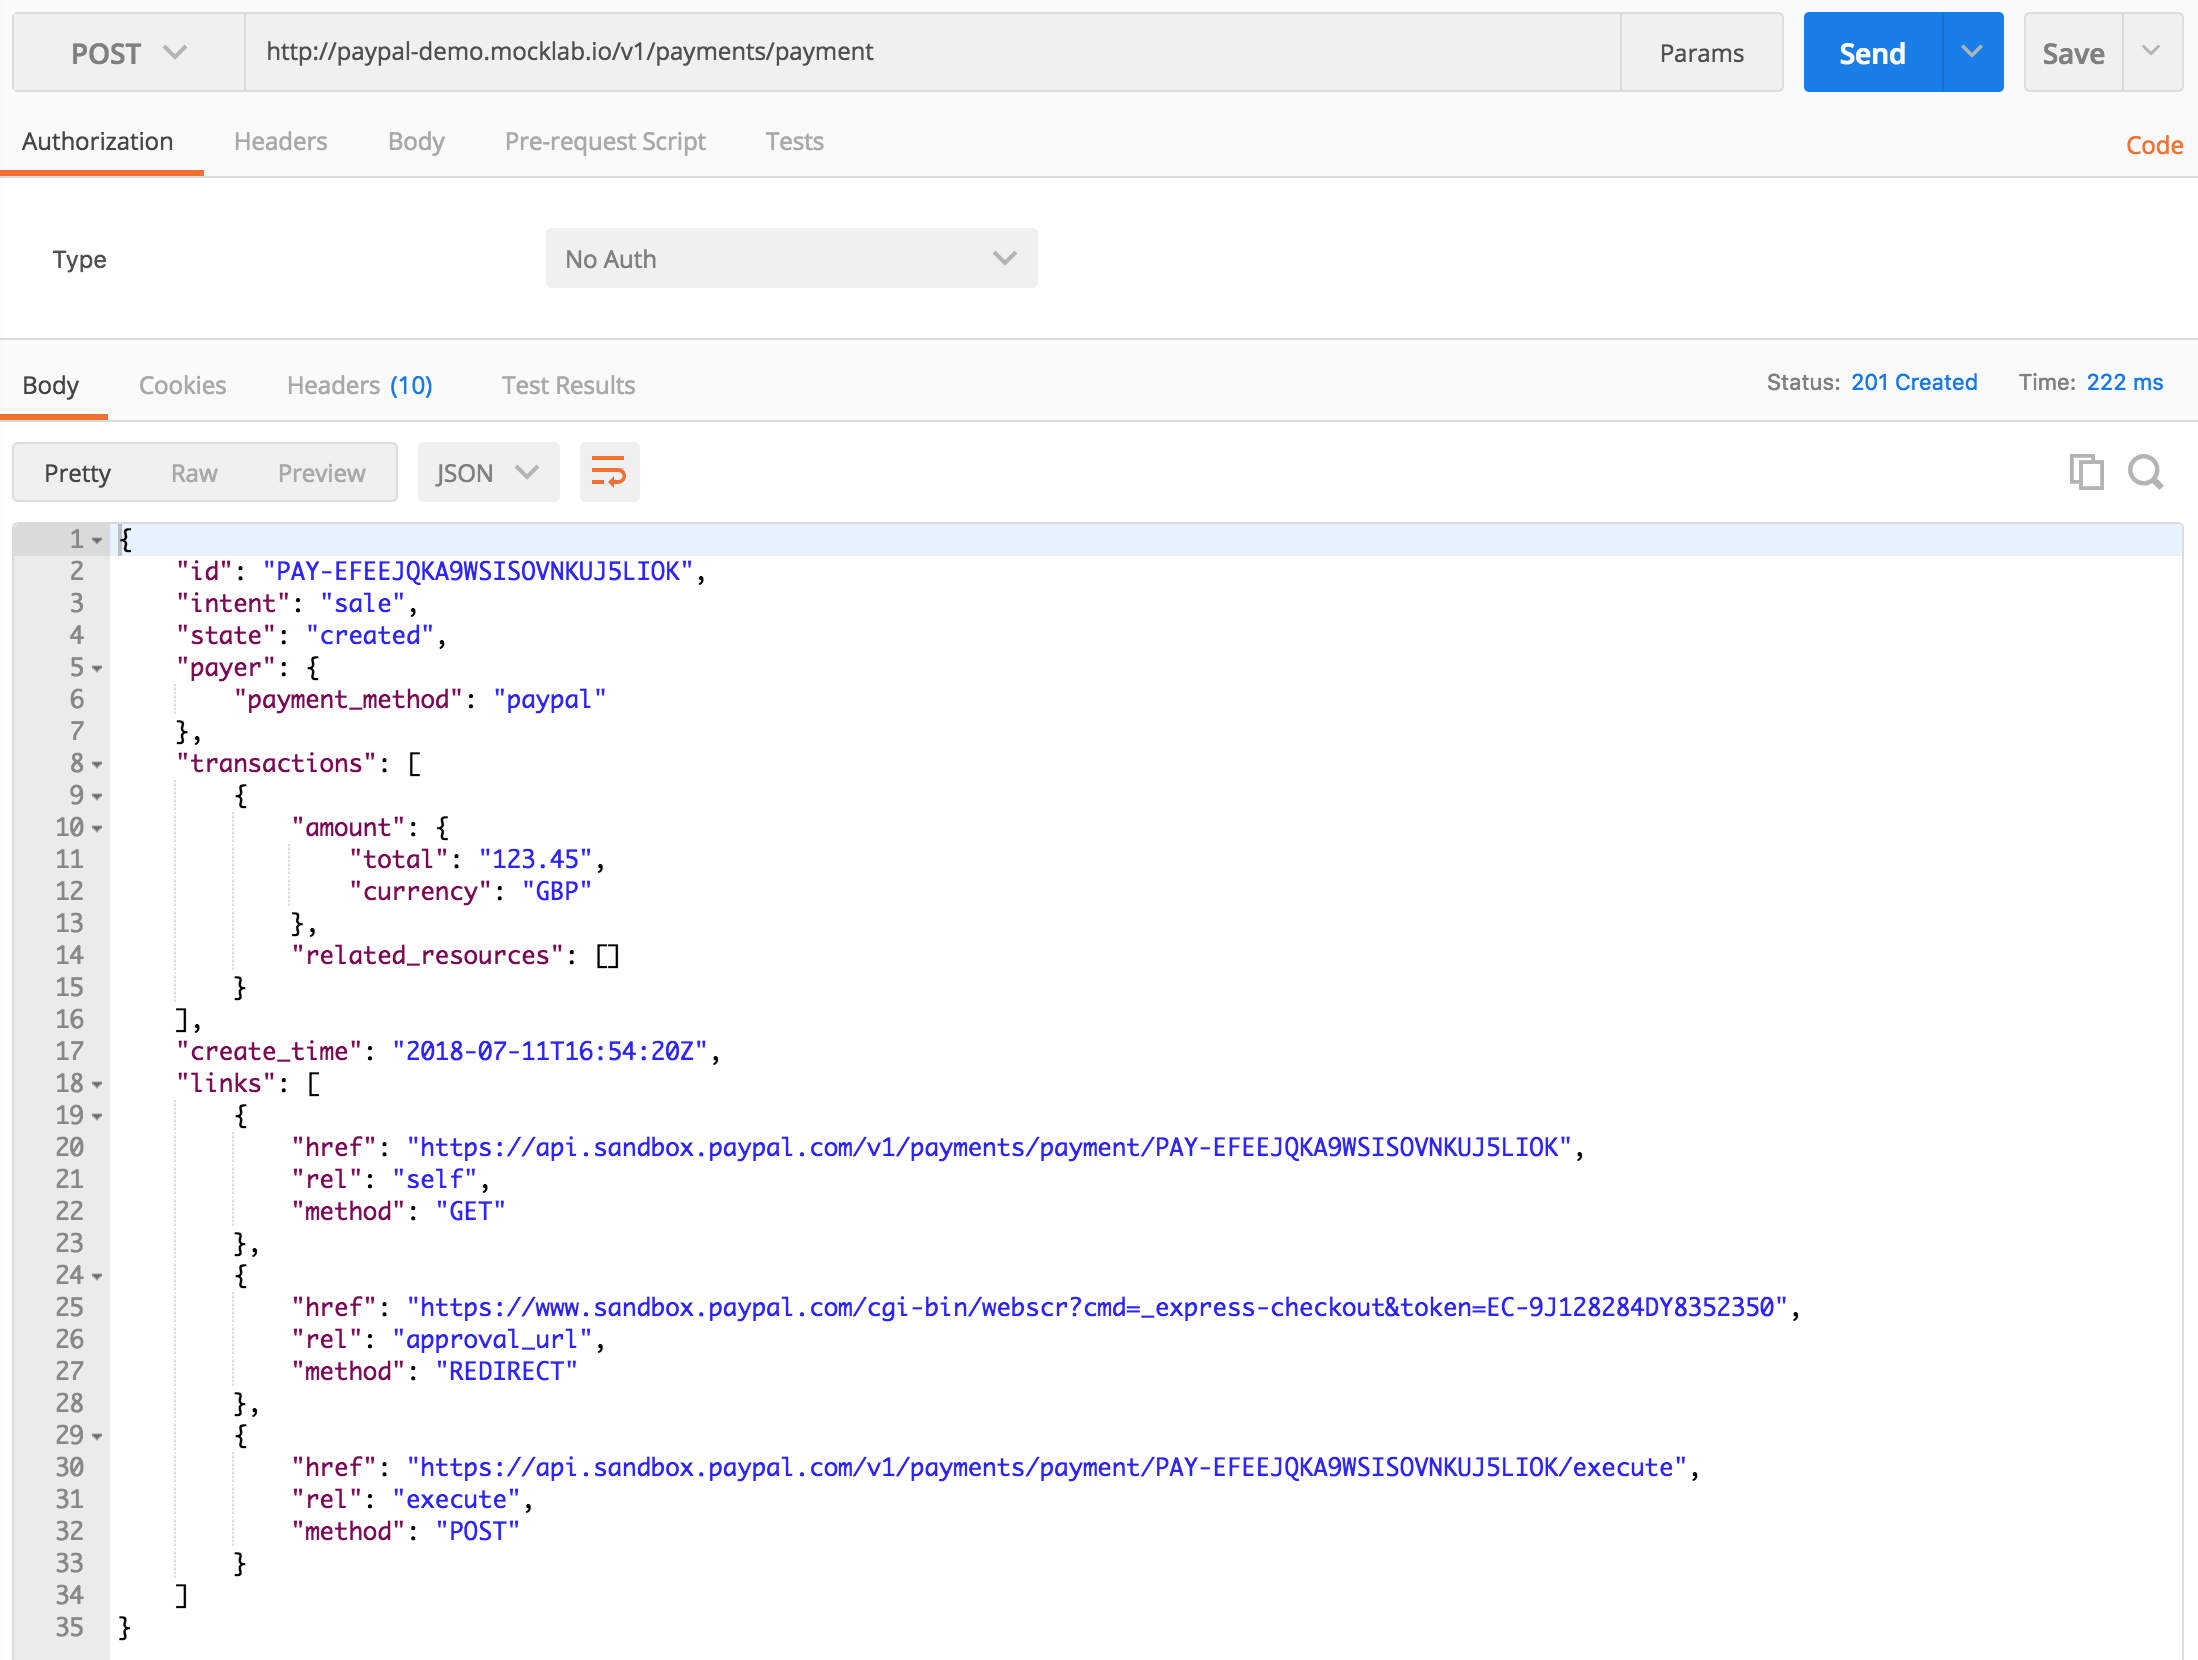 POST http://paypal-demo.mocklab.io/v1/payments/payment Params Send Save
Authorization Headers Body Pre-request Script Tests Code
Type No Auth
Body Cookies Headers (10) Test Results Status: 201 Created Time: 222 ms
Pretty Raw Preview JSON
1 {
2 "id": "PAY-EFEEJQKA9WSISOVNKUJ5LIOK",
3 "intent": "sale",
4 "state": "created",
5 "payer": {
6 "payment_method": "paypal"
7 },
8 "transactions": [
9 {
10 "amount": {
11 "total": "123.45",
12 "currency": "GBP"
13 },
14 "related_resources": []
15 }
16 ],
17 "create_time": "2018-07-11T16:54:20Z",
18 "links": [
19 {
20 "href": "https://api.sandbox.paypal.com/v1/payments/payment/PAY-EFEEJQKA9WSISOVNKUJ5LIOK",
21 "rel": "self",
22 "method": "GET"
23 },
24 {
25 "href": "https://www.sandbox.paypal.com/cgi-bin/webscr?cmd=_express-checkout&token=EC-9J128284DY8352350",
26 "rel": "approval_url",
27 "method": "REDIRECT"
28 },
29 {
30 "href": "https://api.sandbox.paypal.com/v1/payments/payment/PAY-EFEEJQKA9WSISOVNKUJ5LIOK/execute",
31 "rel": "execute",
32 "method": "POST"
33 }
34 ]
35 }